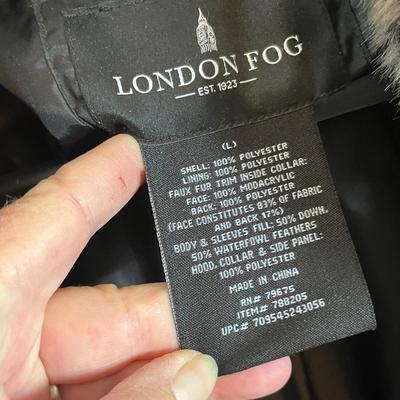 LONDON FOG
EST. 1923
(L)
SHELL: 100% POLYESTER
LINING: 100% POLYESTER
FAUX FUR TRIM INSIDE COLLAR:
FACE: 100% MODACRYLIC
BACK: 100% POLYESTER
(FACE CONSTITUTES 83% OF FABRIC
AND BACK 17%)
BODY & SLEEVES FILL: 50% DOWN,
50% WATERFOWL FEATHERS
HOOD, COLLAR & SIDE PANEL:
100% POLYESTER
MADE IN CHINA
RN# 79675
ITEM# 788205
UPC# 709545243056